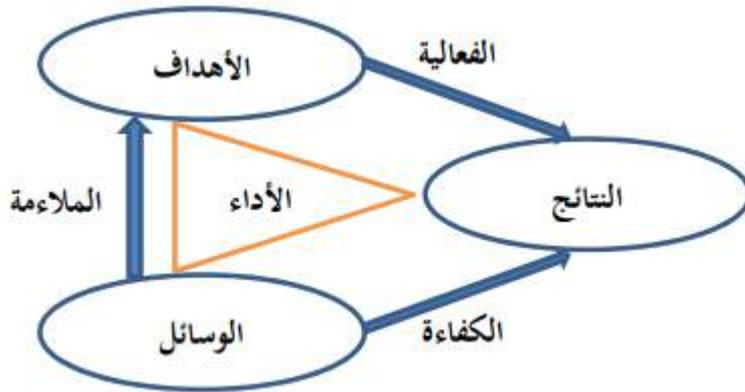 الفعالية
الأهداف
الملاءمة
الأداء
النتائج
الوسائل
الكفاءة